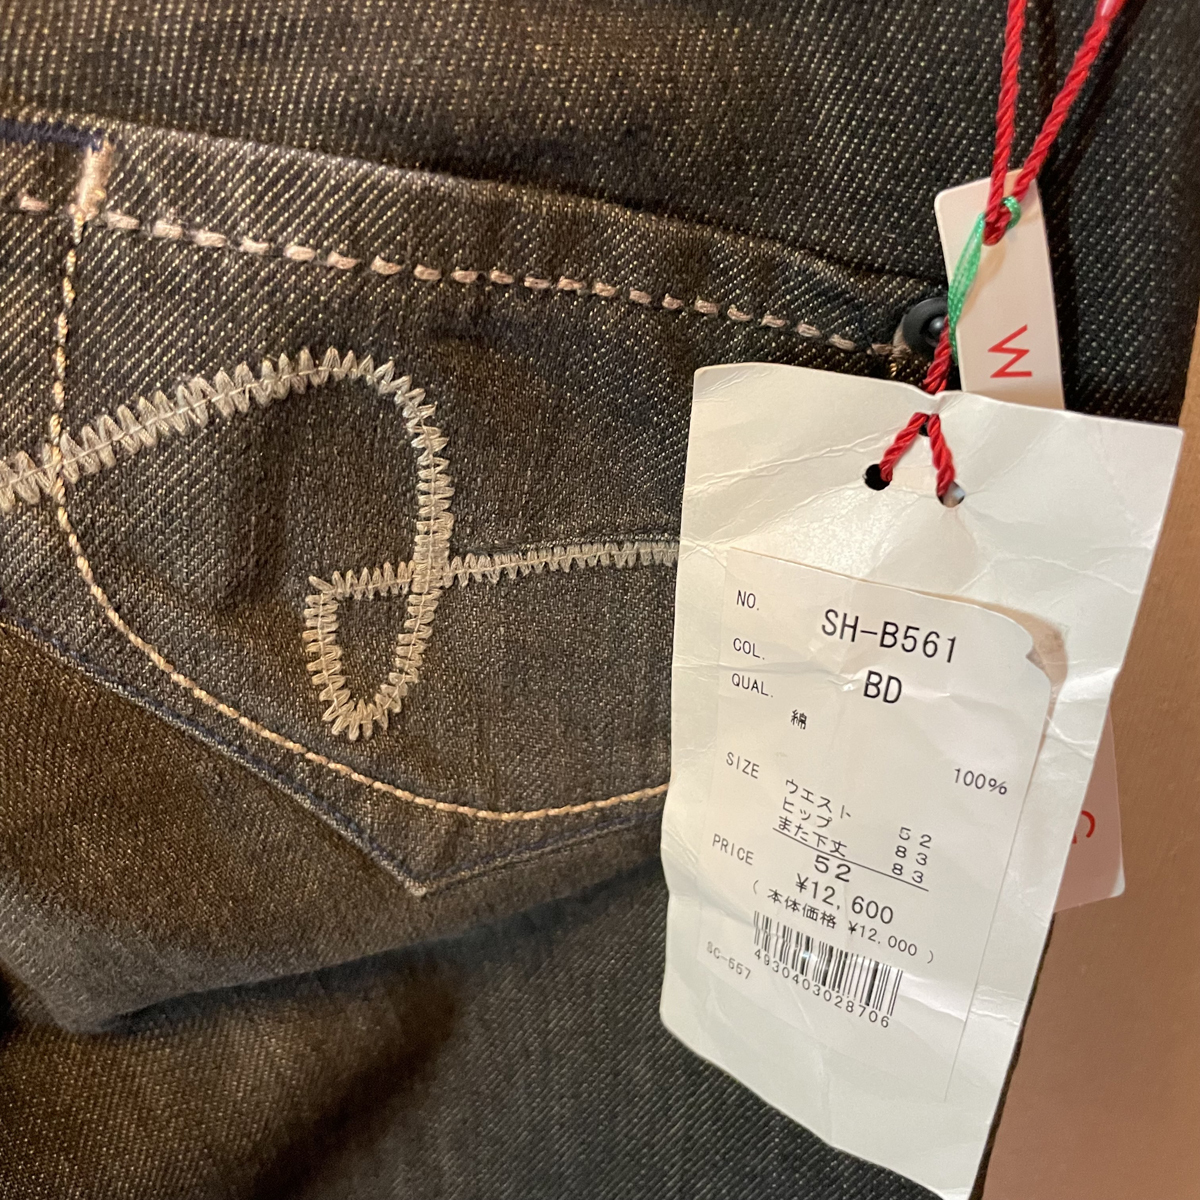 W
NO. SH-B561
COL. BD
QUAL.
綿
100%
SIZE
ウエスト 52
ヒップ 83
また下丈 83
52
PRICE ¥12,600
( 本体価格 ¥12,000 )
SC-557
4930403028706